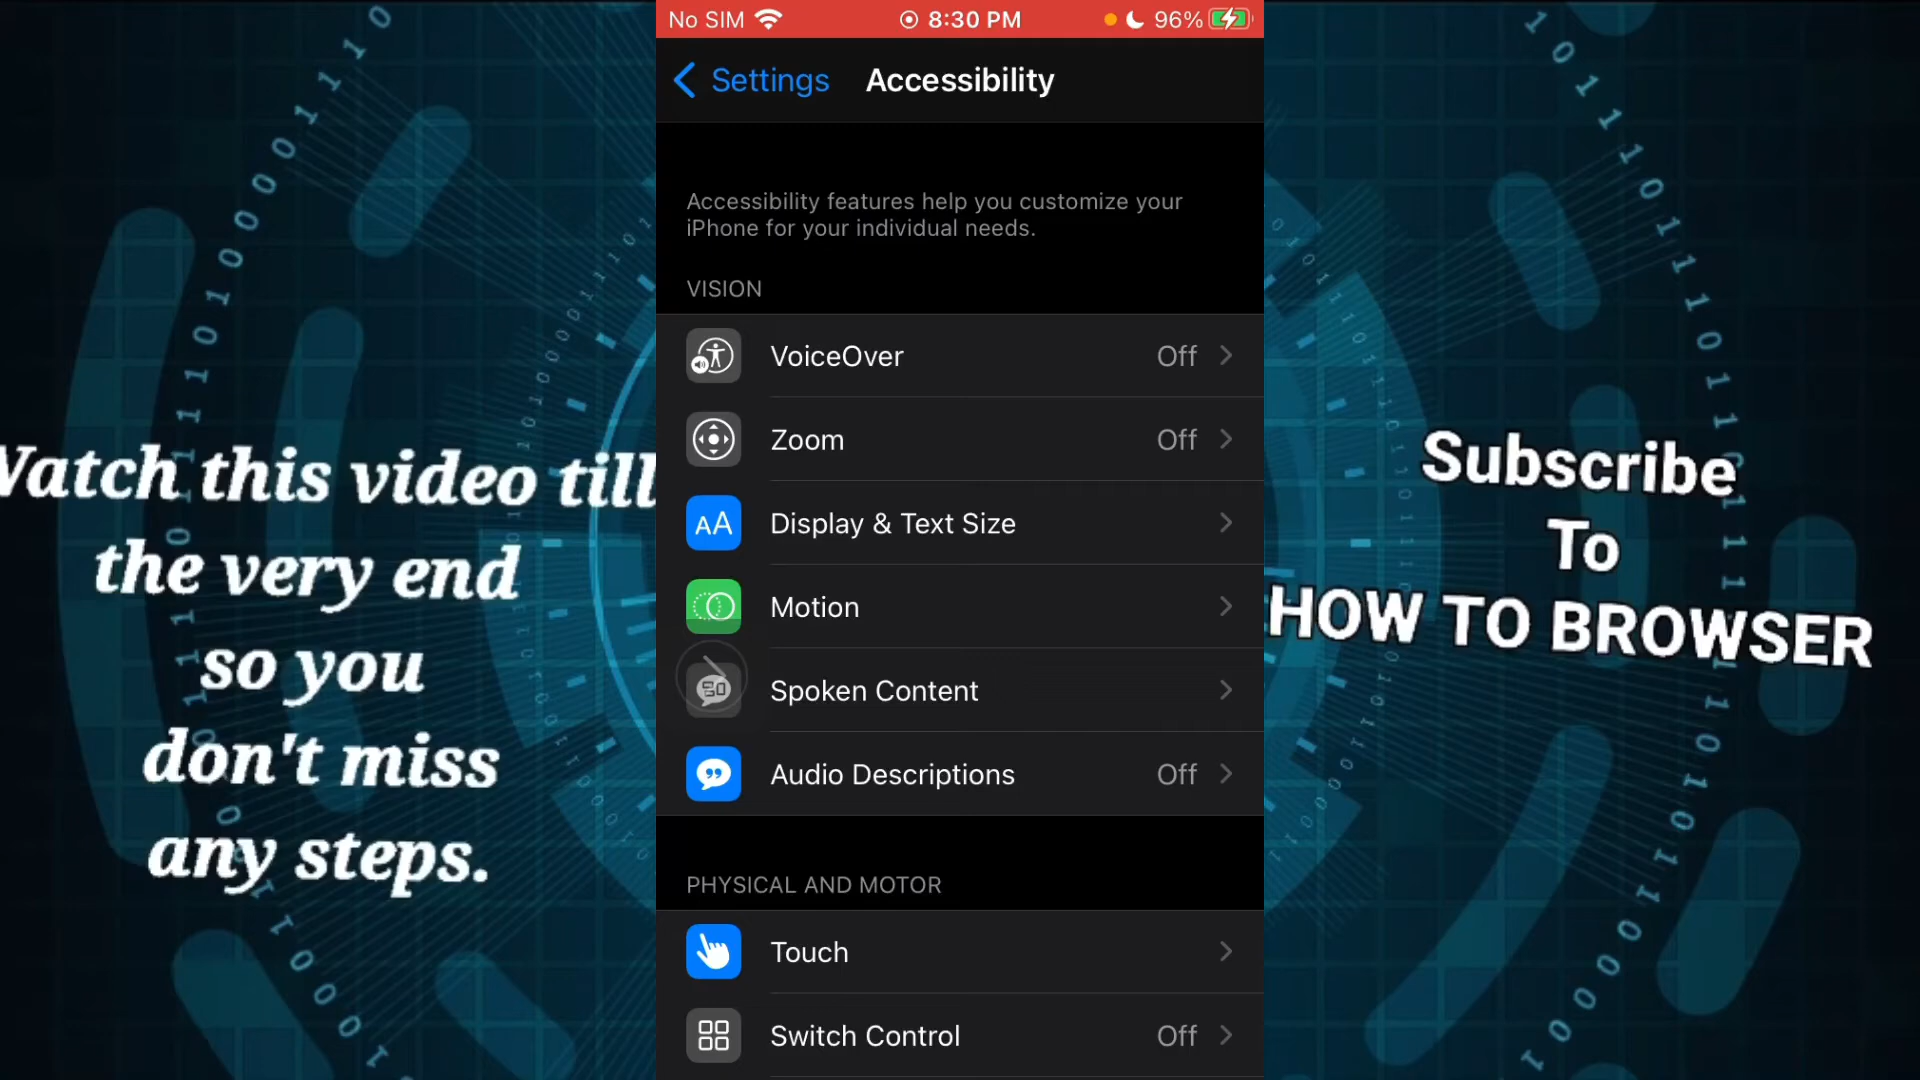 No SIM 8:30 PM 96%
Settings Accessibility
Accessibility features help you customize your
iPhone for your individual needs.
VISION
VoiceOver Off
Zoom Off
AA Display & Text Size
Motion
Spoken Content
Audio Descriptions Off
PHYSICAL AND MOTOR
Touch
Switch Control Off
Watch this video till
the very end
so you
don't miss
any steps.
Subscribe
To
HOW TO BROWSER